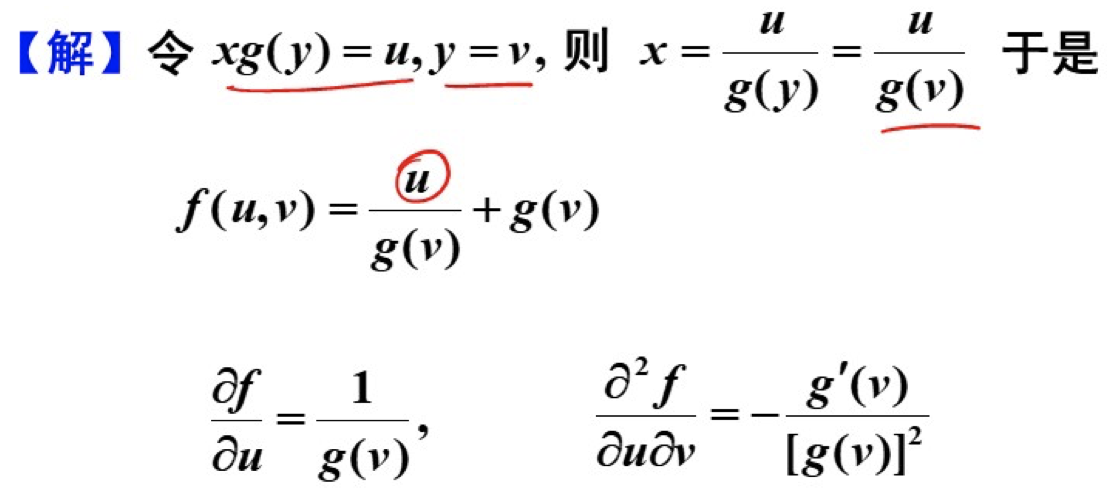 【解】令 xg(y) = u, y = v, 则 x = u/g(y) = u/g(v) 于是
f(u,v) = u/g(v) + g(v)
∂f/∂u = 1/g(v), ∂²f/∂u∂v = -g′(v)/[g(v)]²